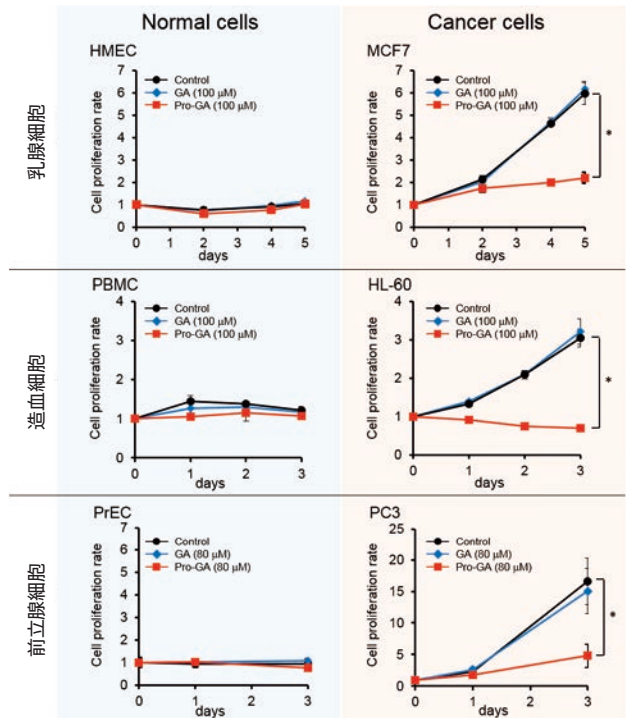 Normal cells
Cancer cells
乳腺細胞
HMEC
Cell proliferation rate
7
6
5
4
3
2
1
0
Control
GA (100 μM)
Pro-GA (100 μM)
0 1 2 3 4 5
days
MCF7
Cell proliferation rate
7
6
5
4
3
2
1
0
Control
GA (100 μM)
Pro-GA (100 μM)
*
0 1 2 3 4 5
days
造血細胞
PBMC
Cell proliferation rate
4
3
2
1
0
Control
GA (100 μM)
Pro-GA (100 μM)
0 1 2 3
days
HL-60
Cell proliferation rate
4
3
2
1
0
Control
GA (100 μM)
Pro-GA (100 μM)
*
0 1 2 3
days
前立腺細胞
PrEC
Cell proliferation rate
7
6
5
4
3
2
1
0
Control
GA (80 μM)
Pro-GA (80 μM)
0 1 2 3
days
PC3
Cell proliferation rate
25
20
15
10
5
0
Control
GA (80 μM)
Pro-GA (80 μM)
*
0 1 2 3
days